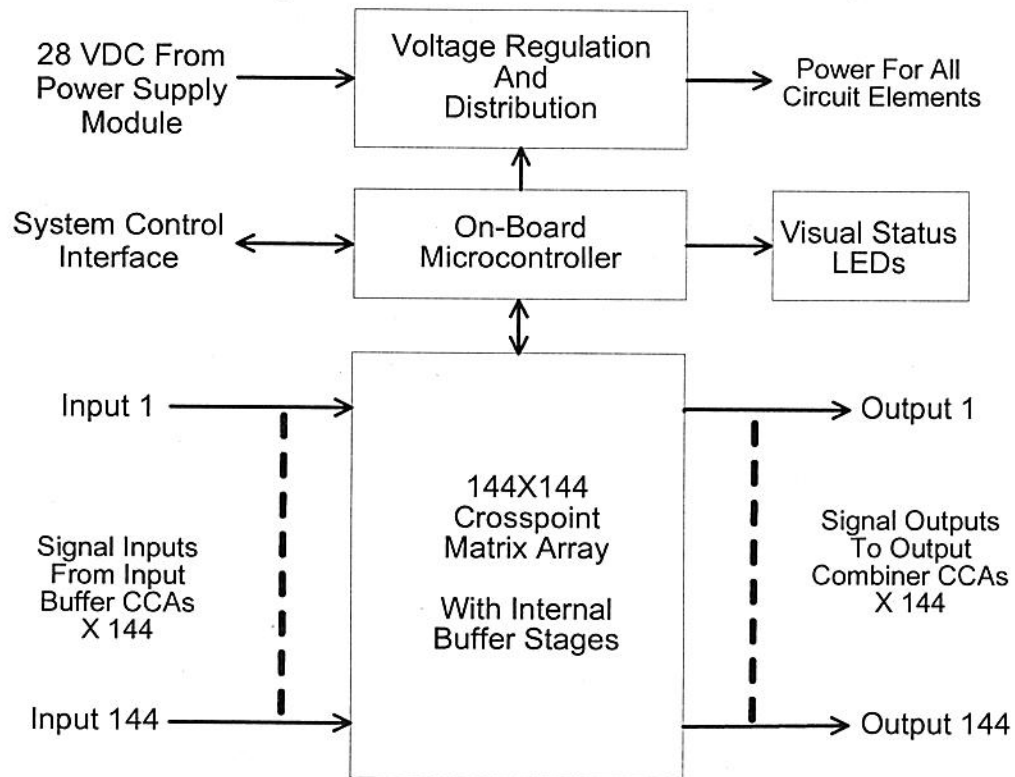 28 VDC From
Power Supply
Module
Voltage Regulation
And
Distribution
Power For All
Circuit Elements
System Control
Interface
On-Board
Microcontroller
Visual Status
LEDs
Input 1
Signal Inputs
From Input
Buffer CCAs
X 144
Input 144
144X144
Crosspoint
Matrix Array
With Internal
Buffer Stages
Output 1
Signal Outputs
To Output
Combiner CCAs
X 144
Output 144